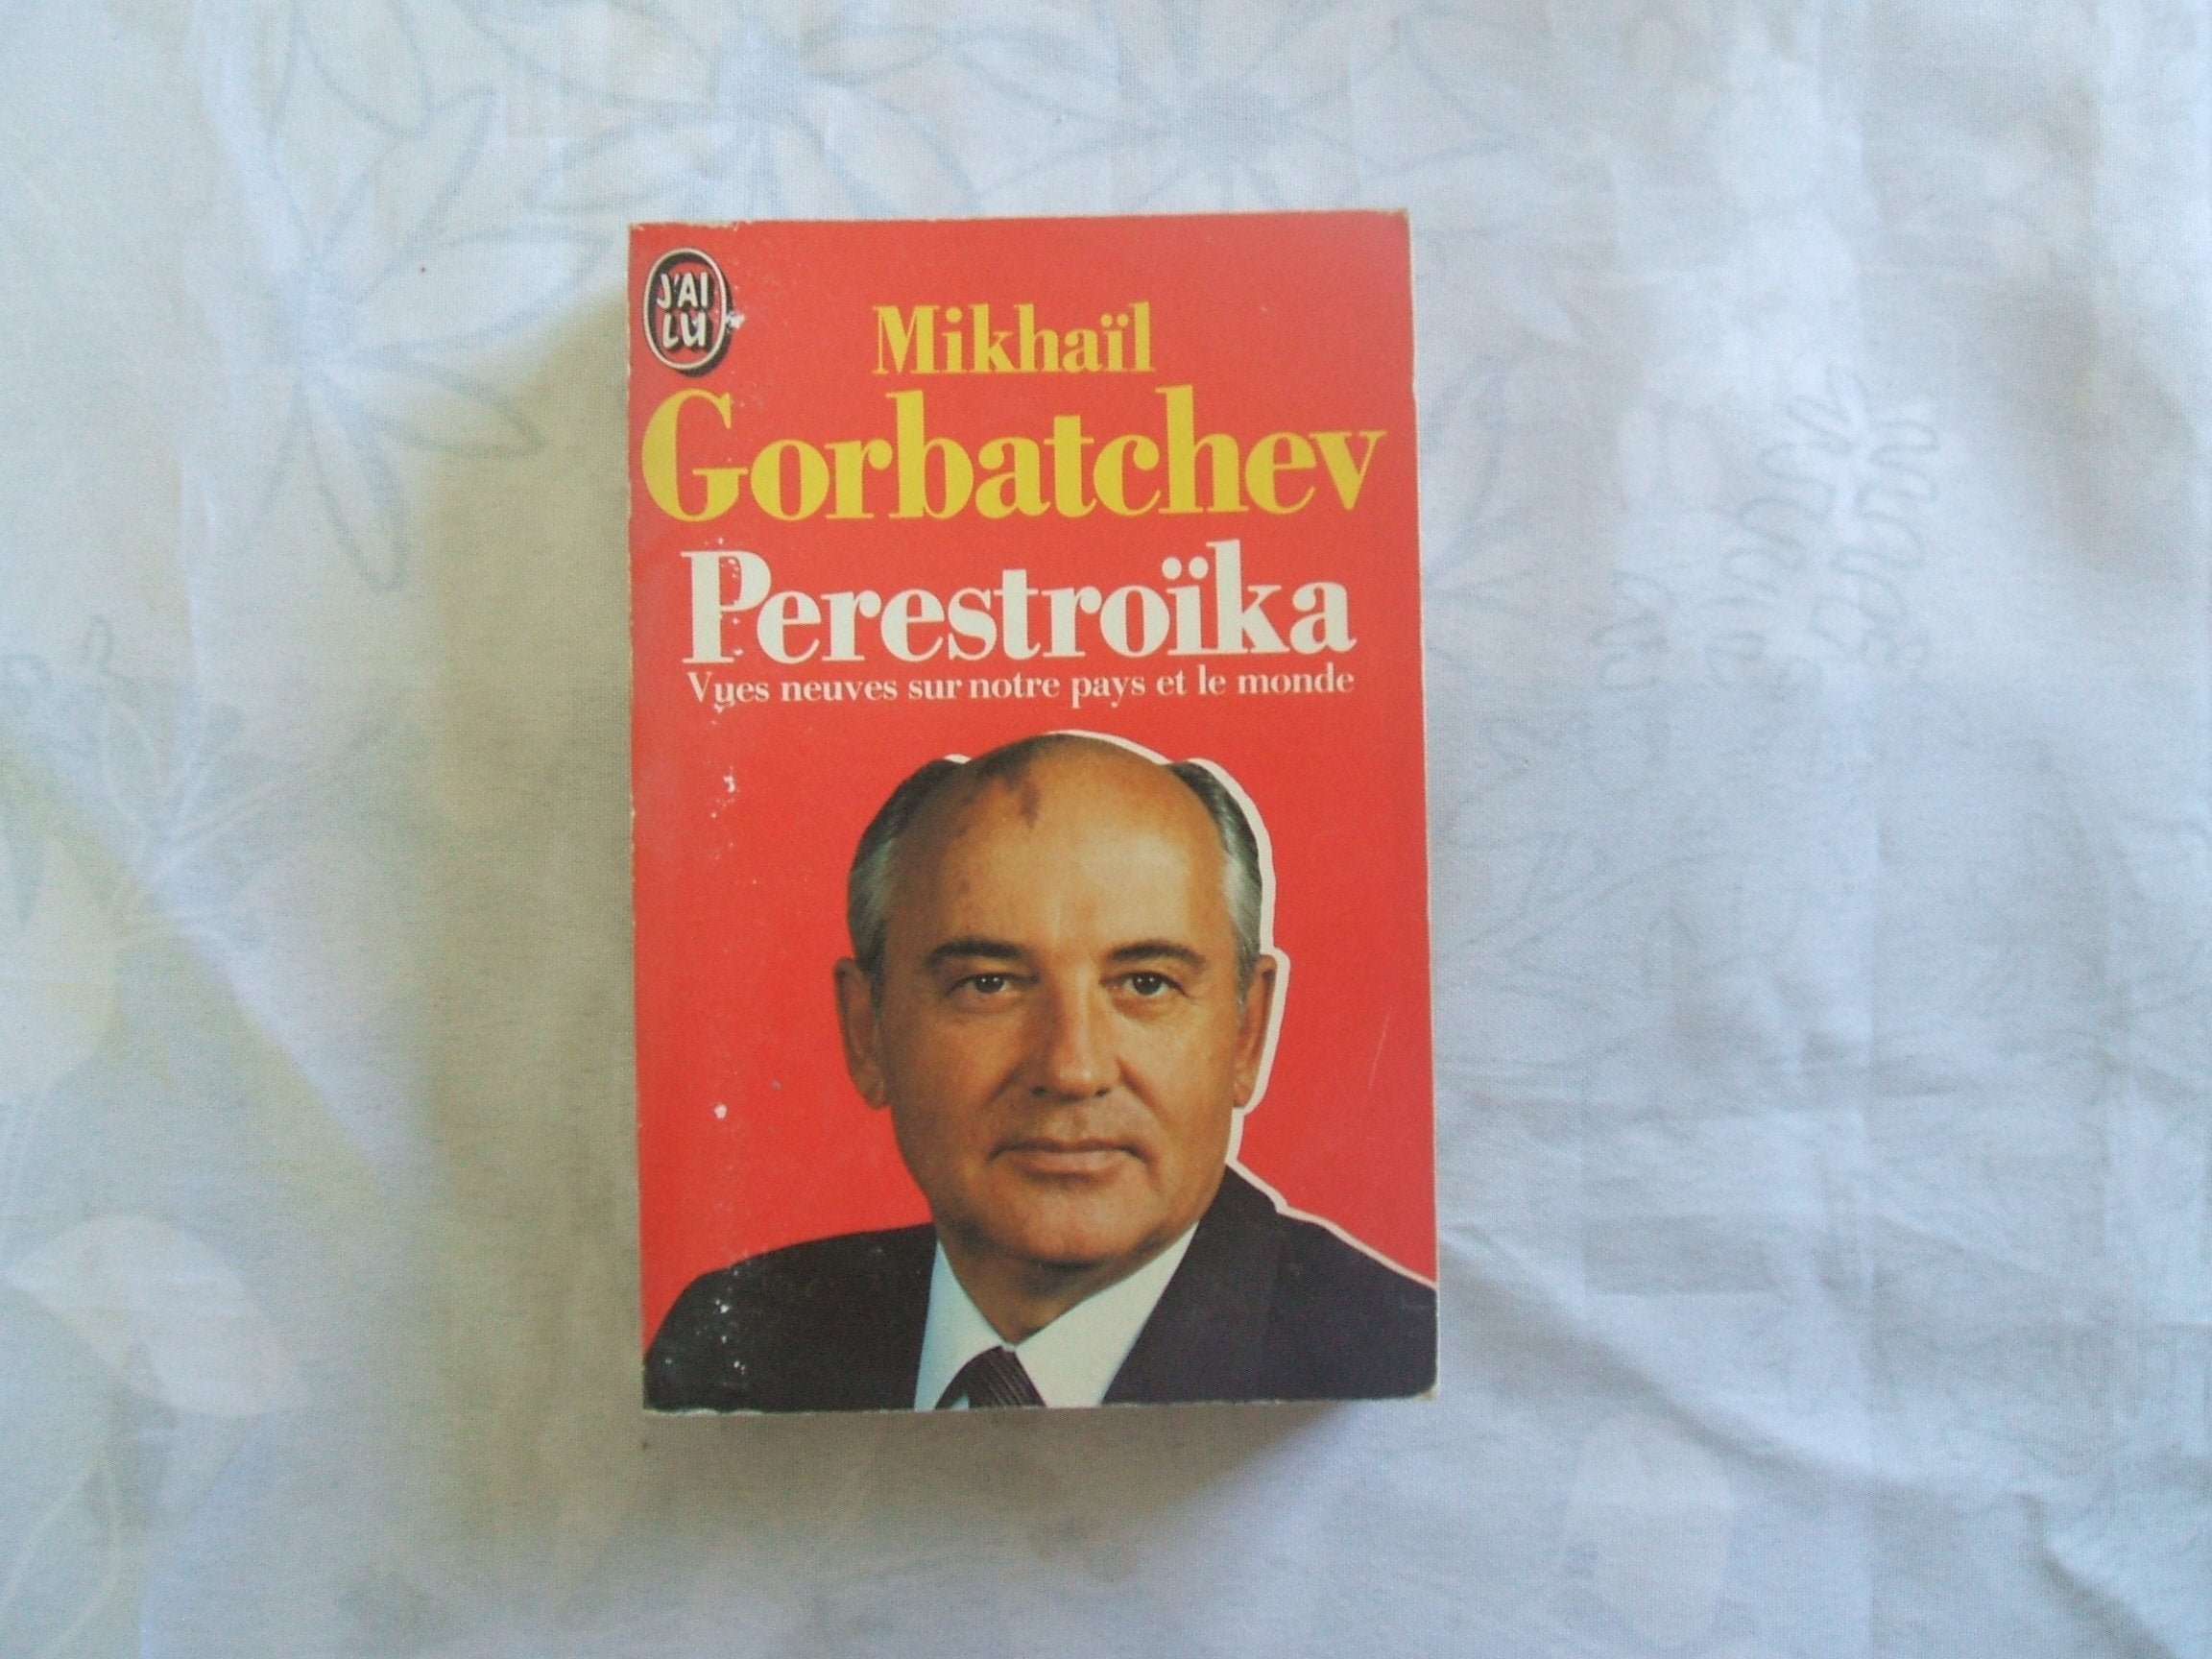 J'AI
LU
Mikhaïl
Gorbatchev
Perestroïka
Vues neuves sur notre pays et le monde